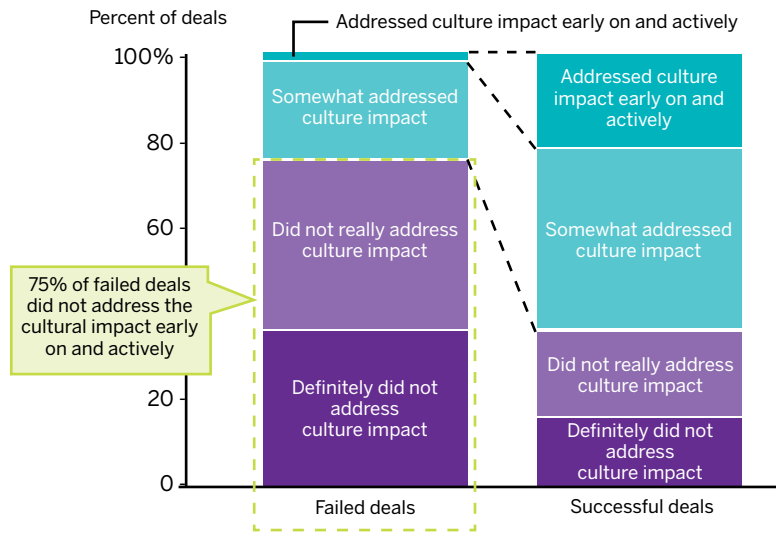 Percent of deals
Addressed culture impact early on and actively
100%
80
60
20
0
Somewhat addressed
culture impact
Did not really address
culture impact
Definitely did not
address
culture impact
75% of failed deals
did not address the
cultural impact early
on and actively
Addressed culture
impact early on and
actively
Somewhat addressed
culture impact
Did not really address
culture impact
Definitely did not
address
culture impact
Failed deals
Successful deals